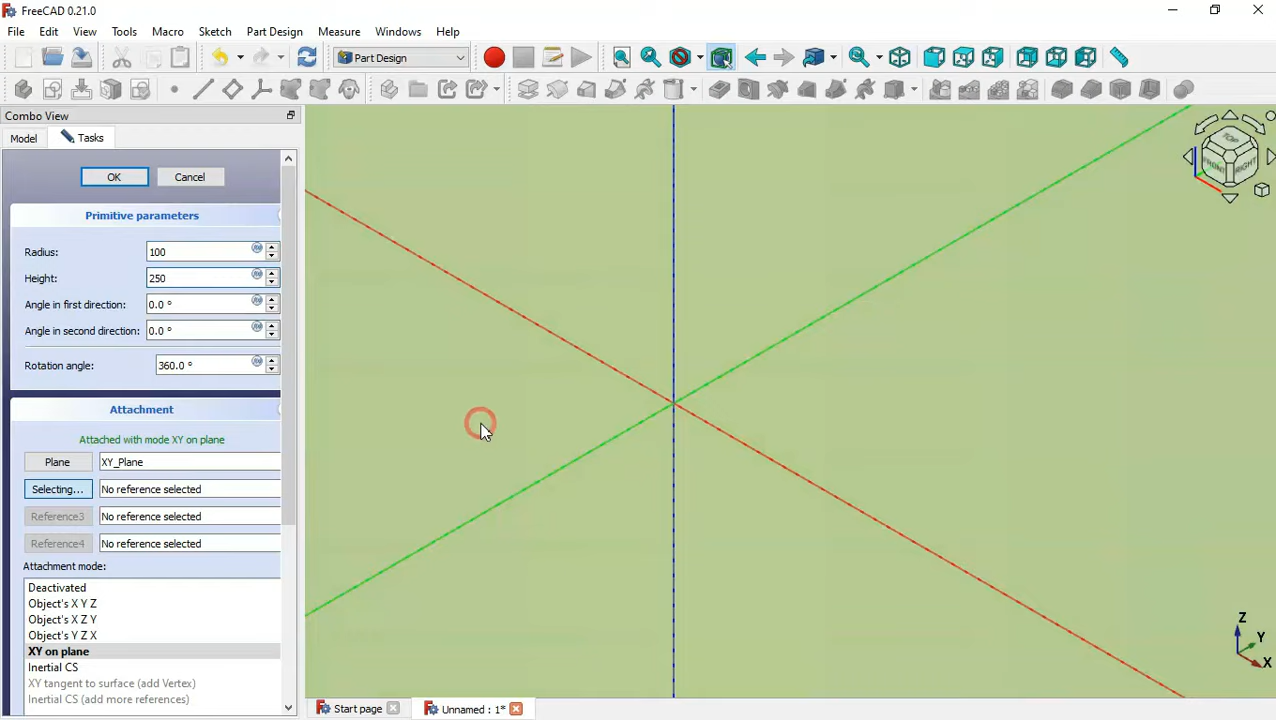 FreeCAD 0.21.0
File Edit View Tools Macro Sketch Part Design Measure Windows Help
Part Design
Combo View
Model Tasks
OK Cancel
Primitive parameters
Radius: 100
Height: 250
Angle in first direction: 0.0 °
Angle in second direction: 0.0 °
Rotation angle: 360.0 °
Attachment
Attached with mode XY on plane
Plane XY_Plane
Selecting... No reference selected
Reference3 No reference selected
Reference4 No reference selected
Attachment mode:
Deactivated
Object's X Y Z
Object's X Z Y
Object's Y Z X
XY on plane
Inertial CS
XY tangent to surface (add Vertex)
Inertial CS (add more references)
TOP
FRONT RIGHT
Z
Y
X
Start page Unnamed : 1*